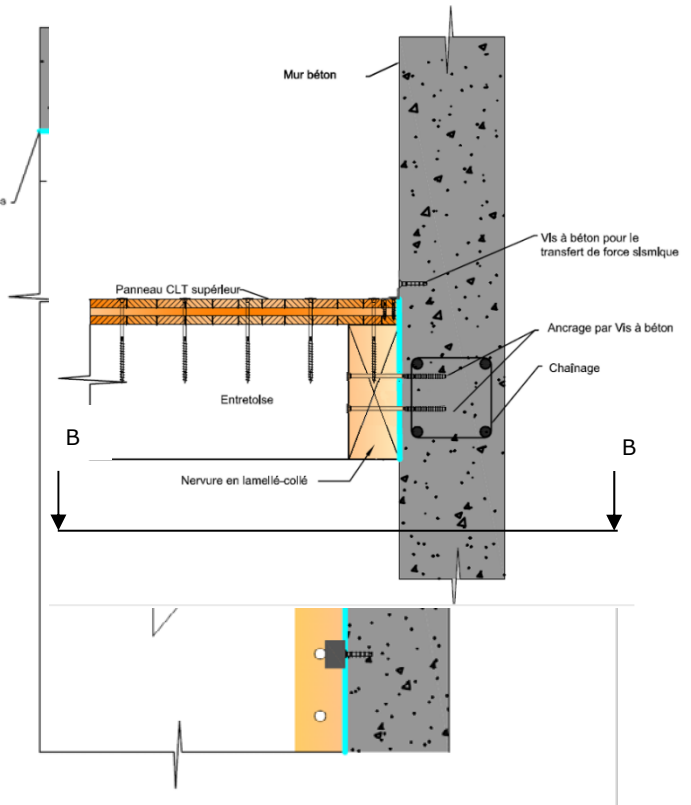 Mur béton
s
Vis à béton pour le
transfert de force sismique
Panneau CLT supérieur
Ancrage par Vis à béton
Chaînage
Entretoise
B
B
Nervure en lamellé-collé